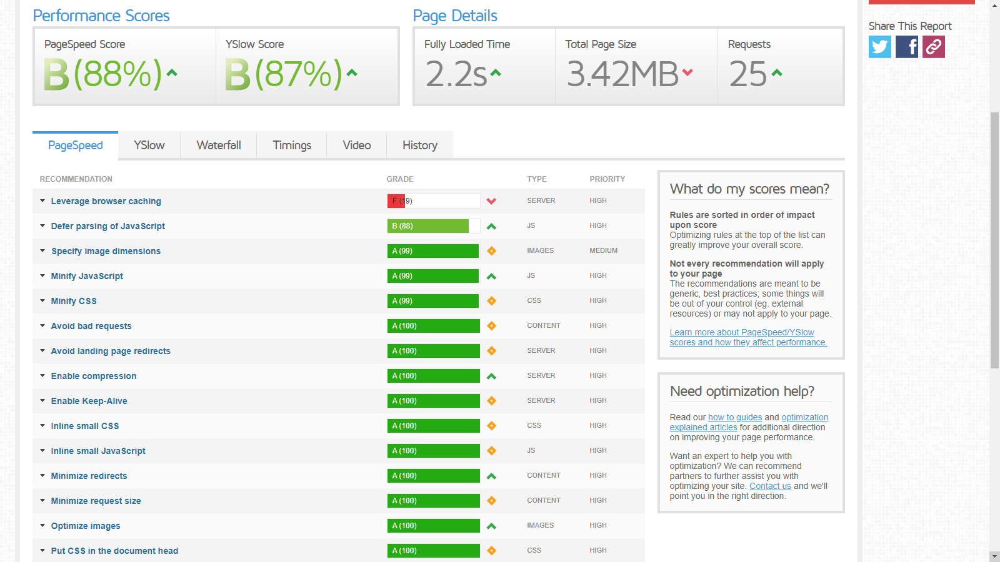 Performance Scores
Page Details
Share This Report
PageSpeed Score
B(88%)
YSlow Score
B(87%)
Fully Loaded Time
2.2s
Total Page Size
3.42MB
Requests
25
PageSpeed
YSlow
Waterfall
Timings
Video
History
RECOMMENDATION GRADE TYPE PRIORITY
Leverage browser caching F (19) SERVER HIGH
Defer parsing of JavaScript B (88) JS HIGH
Specify image dimensions A (99) IMAGES MEDIUM
Minify JavaScript A (99) JS HIGH
Minify CSS A (99) CSS HIGH
Avoid bad requests A (100) CONTENT HIGH
Avoid landing page redirects A (100) SERVER HIGH
Enable compression A (100) SERVER HIGH
Enable Keep-Alive A (100) SERVER HIGH
Inline small CSS A (100) CSS HIGH
Inline small JavaScript A (100) JS HIGH
Minimize redirects A (100) CONTENT HIGH
Minimize request size A (100) CONTENT HIGH
Optimize images A (100) IMAGES HIGH
Put CSS in the document head A (100) CSS HIGH
What do my scores mean?
Rules are sorted in order of impact
upon score
Optimizing rules at the top of the list can
greatly improve your overall score.
Not every recommendation will apply
to your page
The recommendations are meant to be
generic, best practices; some things will
be out of your control (eg. external
resources) or may not apply to your page.
Learn more about PageSpeed/YSlow
scores and how they affect performance.
Need optimization help?
Read our how to guides and optimization
explained articles for additional direction
on improving your page performance.
Want an expert to help you with
optimization? We can recommend
partners to further assist you with
optimizing your site. Contact us and we'll
point you in the right direction.